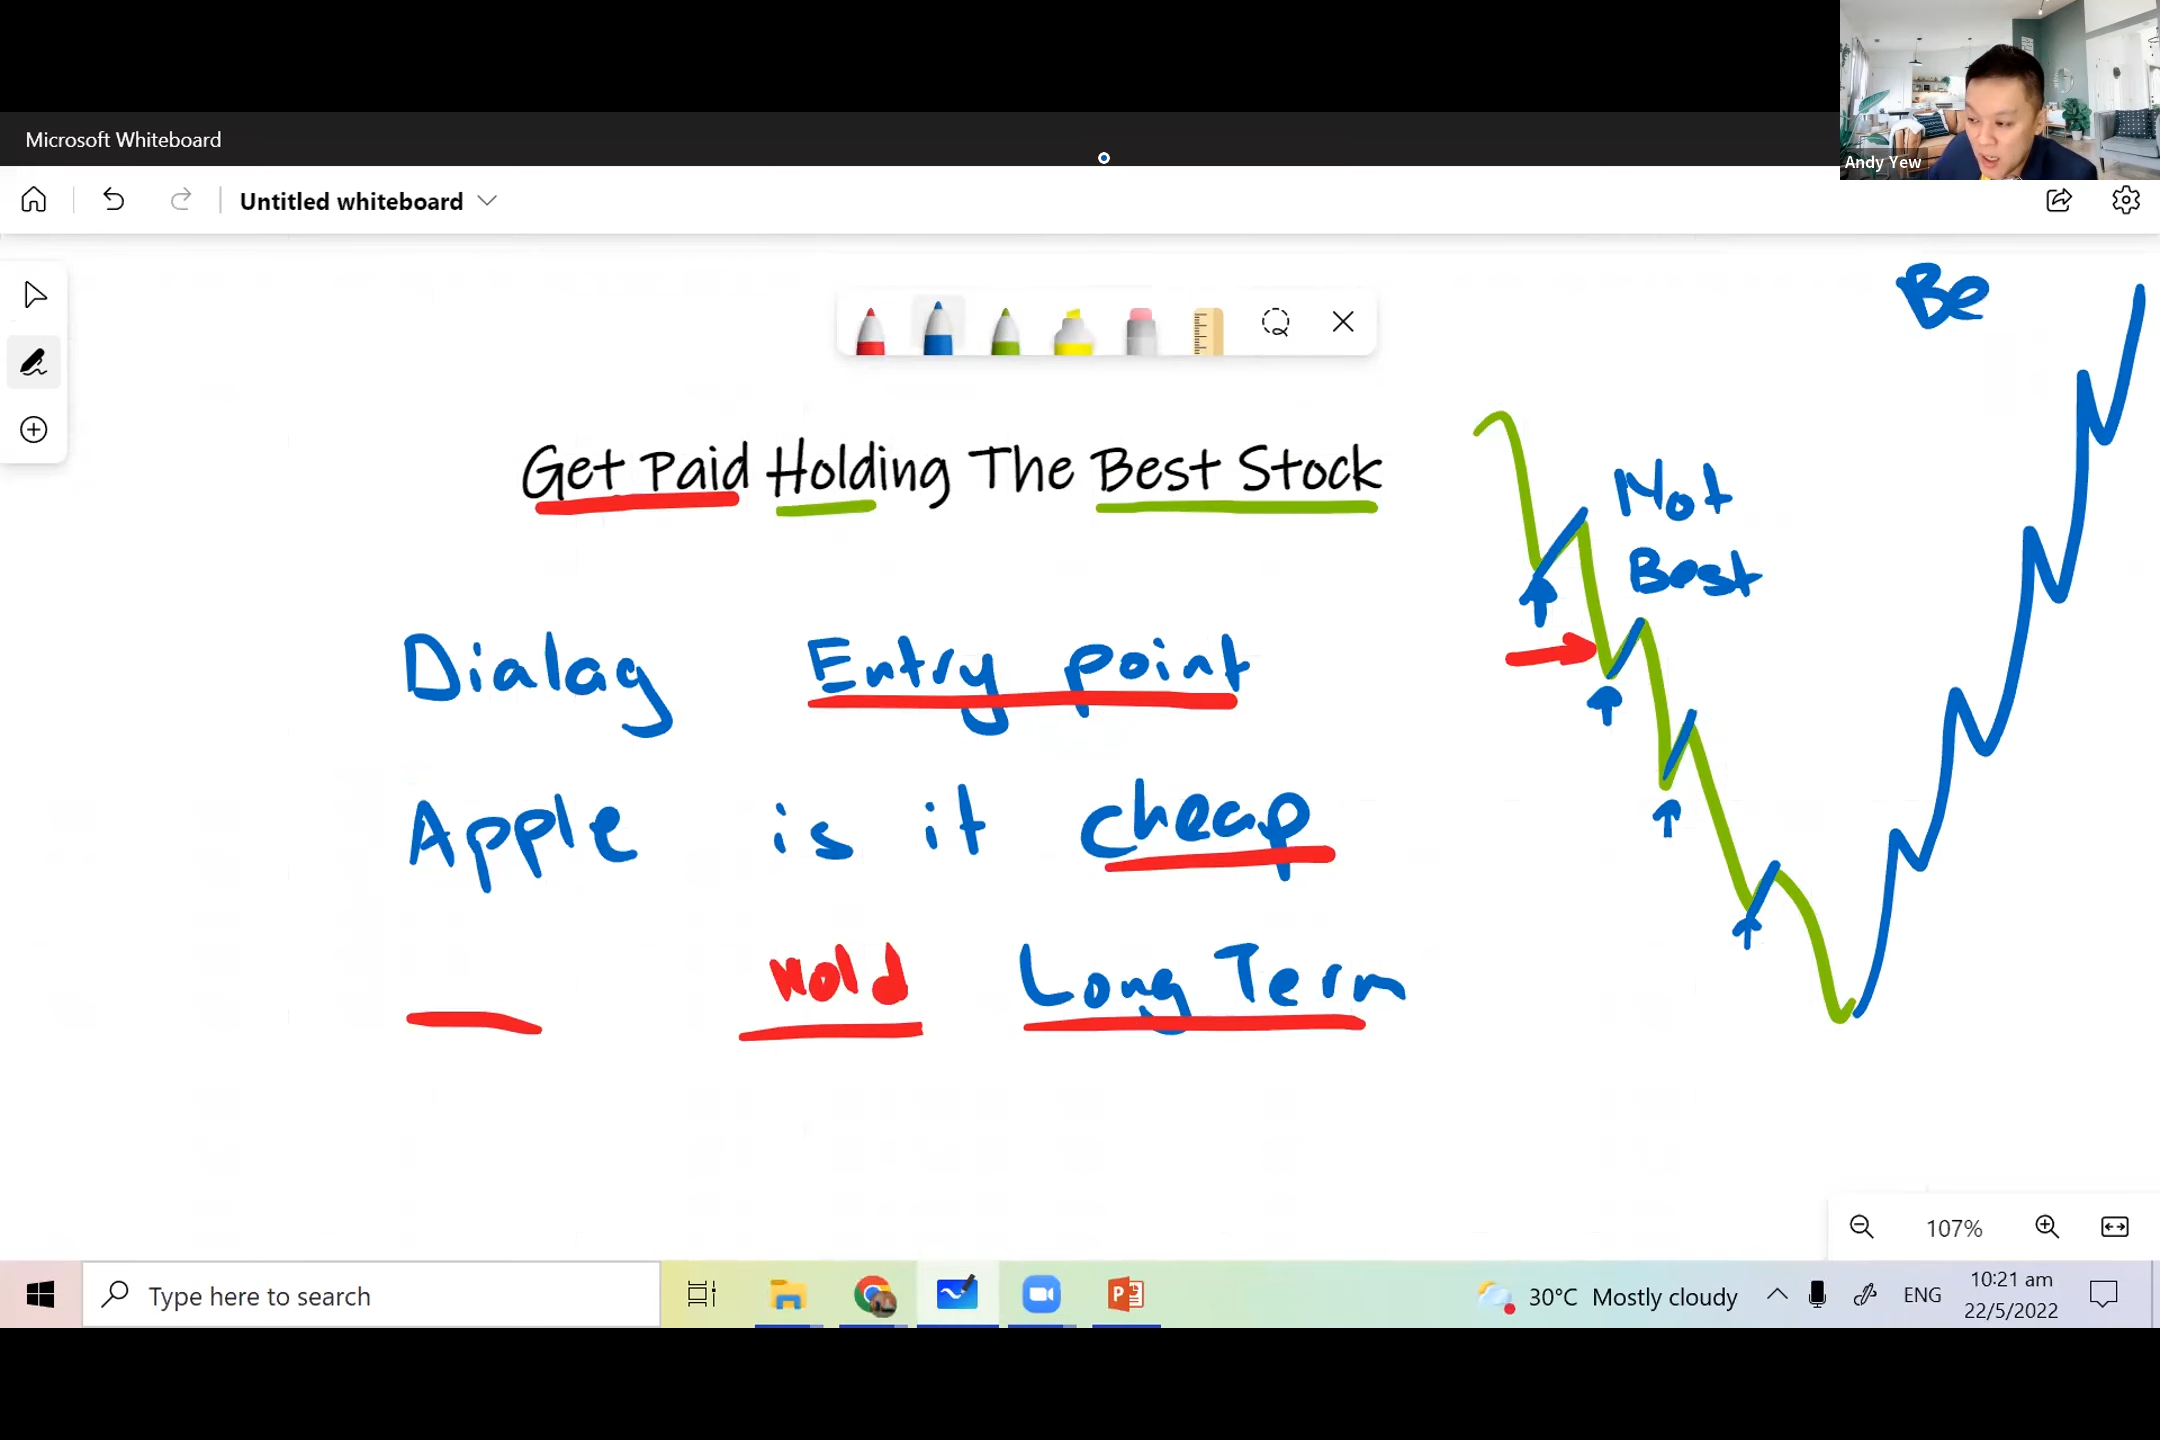 Andy Yew
Microsoft Whiteboard
Untitled whiteboard
Be
Get Paid Holding The Best Stock
Not
Best
Dialag Entry point
Apple is it cheap
Hold Long Term
107%
Type here to search
30°C Mostly cloudy
ENG
10:21 am
22/5/2022